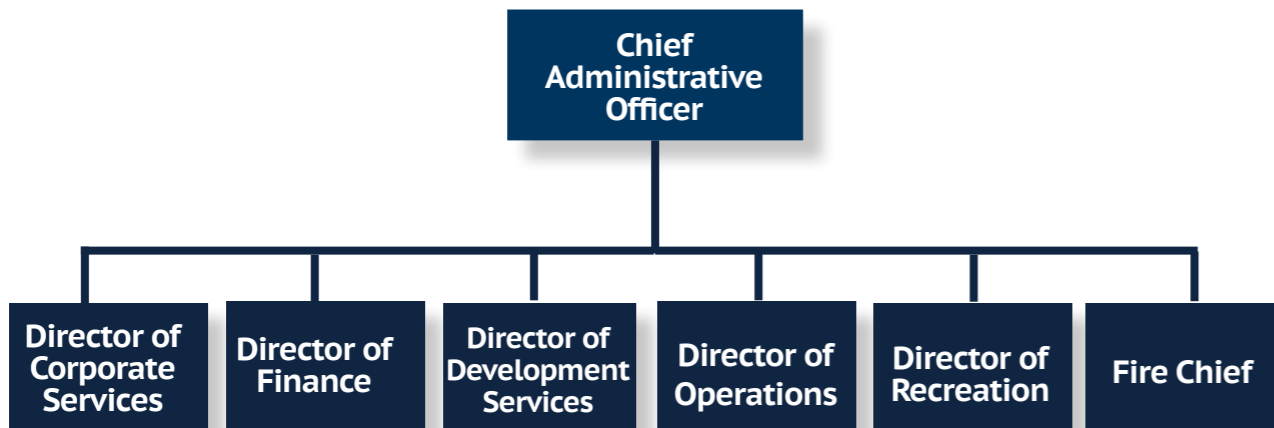 Chief
Administrative
Officer
Director of
Corporate
Services
Director of
Finance
Director of
Development
Services
Director of
Operations
Director of
Recreation
Fire Chief